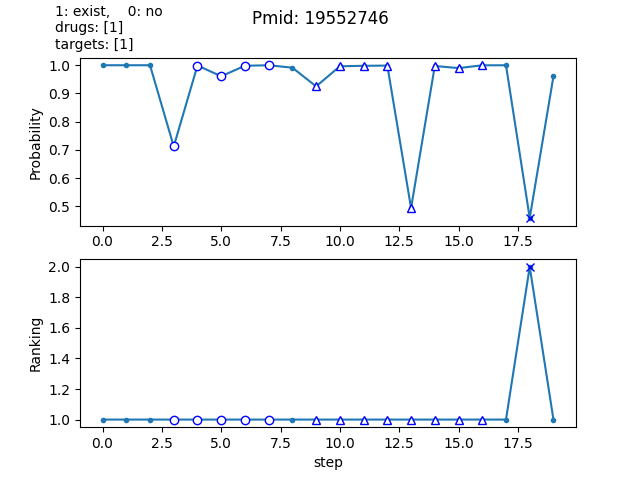 1: exist,    0: no
drugs: [1]
targets: [1]
Pmid: 19552746
Probability
1.0
0.9
0.8
0.7
0.6
0.5
0.0 2.5 5.0 7.5 10.0 12.5 15.0 17.5
Ranking
2.0
1.8
1.6
1.4
1.2
1.0
0.0 2.5 5.0 7.5 10.0 12.5 15.0 17.5
step